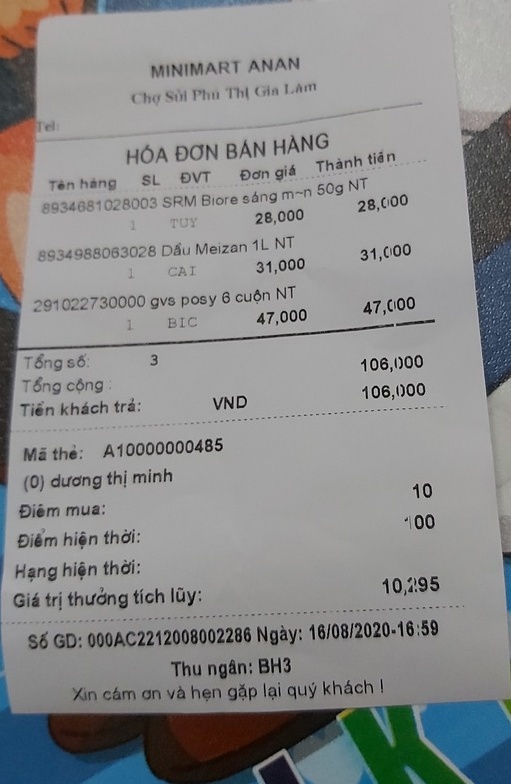 MINIMART ANAN
Chợ Sủi Phú Thị Gia Lâm
Tel:
HÓA ĐƠN BÁN HÀNG
Tên hàng SL ĐVT Đơn giá Thành tiền
8934681028003 SRM Biore sáng m~n 50g NT
1 TUY 28,000 28,000
8934988063028 Dầu Meizan 1L NT
1 CAI 31,000 31,000
291022730000 gvs posy 6 cuộn NT
1 BIC 47,000 47,000
Tổng số: 3
Tổng cộng : 106,000
Tiền khách trả: VND 106,000
Mã thẻ: A10000000485
(0) dương thị minh
Điểm mua: 10
Điểm hiện thời: 100
Hạng hiện thời:
Giá trị thưởng tích lũy: 10,295
Số GD: 000AC2212008002286 Ngày: 16/08/2020-16:59
Thu ngân: BH3
Xin cám ơn và hẹn gặp lại quý khách !